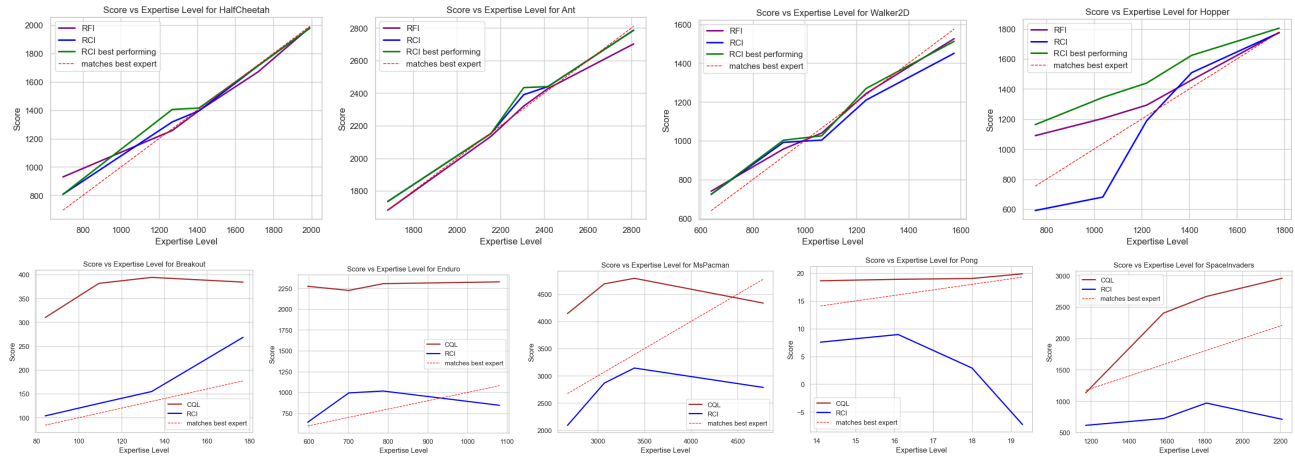 Score vs Expertise Level for HalfCheetah
RFI
RCI
RCI best performing
matches best expert
Score
2000
1800
1600
1400
1200
1000
800
800 1000 1200 1400 1600 1800 2000
Expertise Level
Score vs Expertise Level for Ant
RFI
RCI
RCI best performing
matches best expert
Score
2800
2600
2400
2200
2000
1800
1800 2000 2200 2400 2600 2800
Expertise Level
Score vs Expertise Level for Walker2D
RFI
RCI
RCI best performing
matches best expert
Score
1600
1400
1200
1000
800
600
800 1000 1200 1400 1600
Expertise Level
Score vs Expertise Level for Hopper
RFI
RCI
RCI best performing
matches best expert
Score
1800
1600
1400
1200
1000
800
600
800 1000 1200 1400 1600 1800
Expertise Level
Score vs Expertise Level for Breakout
Score
400
350
300
250
200
150
100
CQL
RCI
matches best expert
80 100 120 140 160 180
Expertise Level
Score vs Expertise Level for Enduro
Score
2250
2000
1750
1500
1250
1000
750
CQL
RCI
matches best expert
600 700 800 900 1000
Expertise Level
Score vs Expertise Level for MsPacman
Score
4500
4000
3500
3000
2500
2000
CQL
RCI
matches best expert
3000 3500 4000 4500
Expertise Level
Score vs Expertise Level for Pong
Score
20
15
10
5
0
−5
CQL
RCI
matches best expert
14 15 16 17 18 19
Expertise Level
Score vs Expertise Level for SpaceInvaders
CQL
RCI
matches best expert
Score
3000
2500
2000
1500
1000
500
1200 1400 1600 1800 2000 2200
Expertise Level